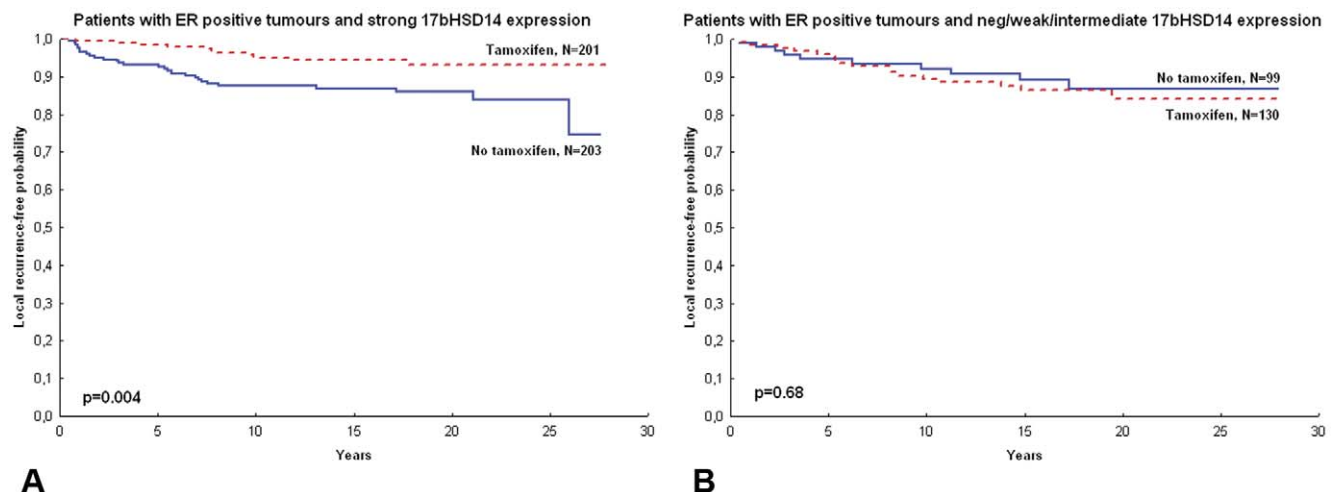 Patients with ER positive tumours and strong 17bHSD14 expression
1,0
0,9
0,8
0,7
0,6
0,5
0,4
0,3
0,2
0,1
0,0
Local recurrence-free probability
Tamoxifen, N=201
No tamoxifen, N=203
p=0.004
0 5 10 15 20 25 30
Years
A
Patients with ER positive tumours and neg/weak/intermediate 17bHSD14 expression
1,0
0,9
0,8
0,7
0,6
0,5
0,4
0,3
0,2
0,1
0,0
Local recurrence-free probability
No tamoxifen, N=99
Tamoxifen, N=130
p=0.68
0 5 10 15 20 25 30
Years
B